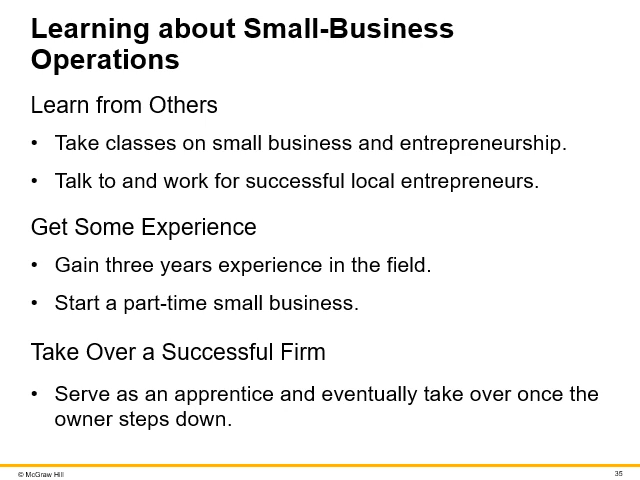 Learning about Small-Business
Operations
Learn from Others
• Take classes on small business and entrepreneurship.
• Talk to and work for successful local entrepreneurs.
Get Some Experience
• Gain three years experience in the field.
• Start a part-time small business.
Take Over a Successful Firm
• Serve as an apprentice and eventually take over once the
owner steps down.
© McGraw Hill
35